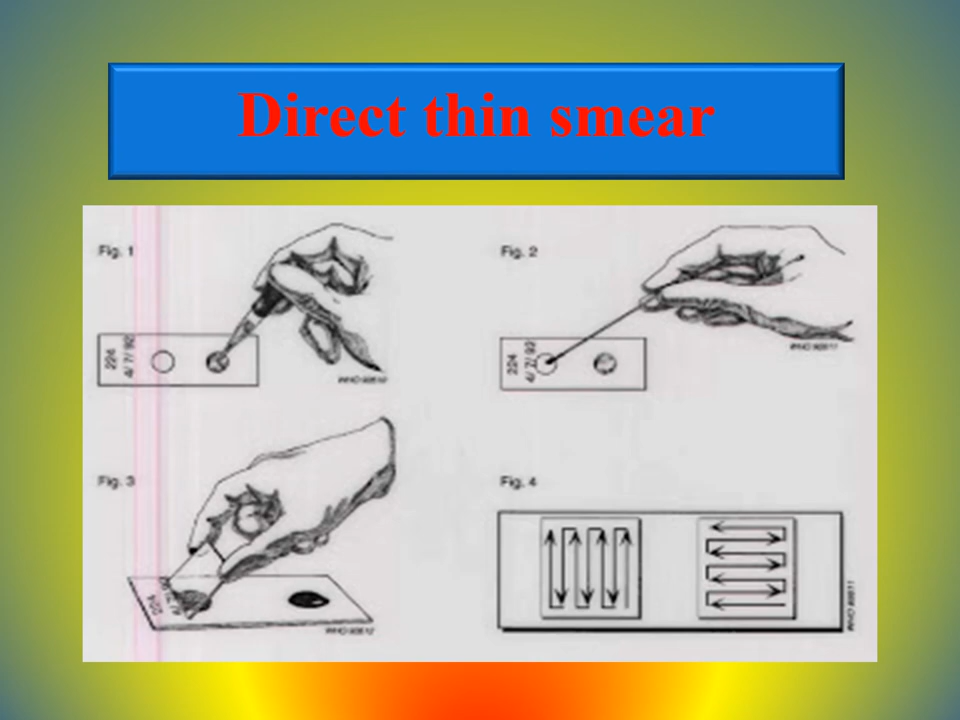 Direct thin smear
Fig. 1
224
4/ 7/ 92
Fig. 2
224
4/ 7/ 92
Fig. 3
224
Fig. 4